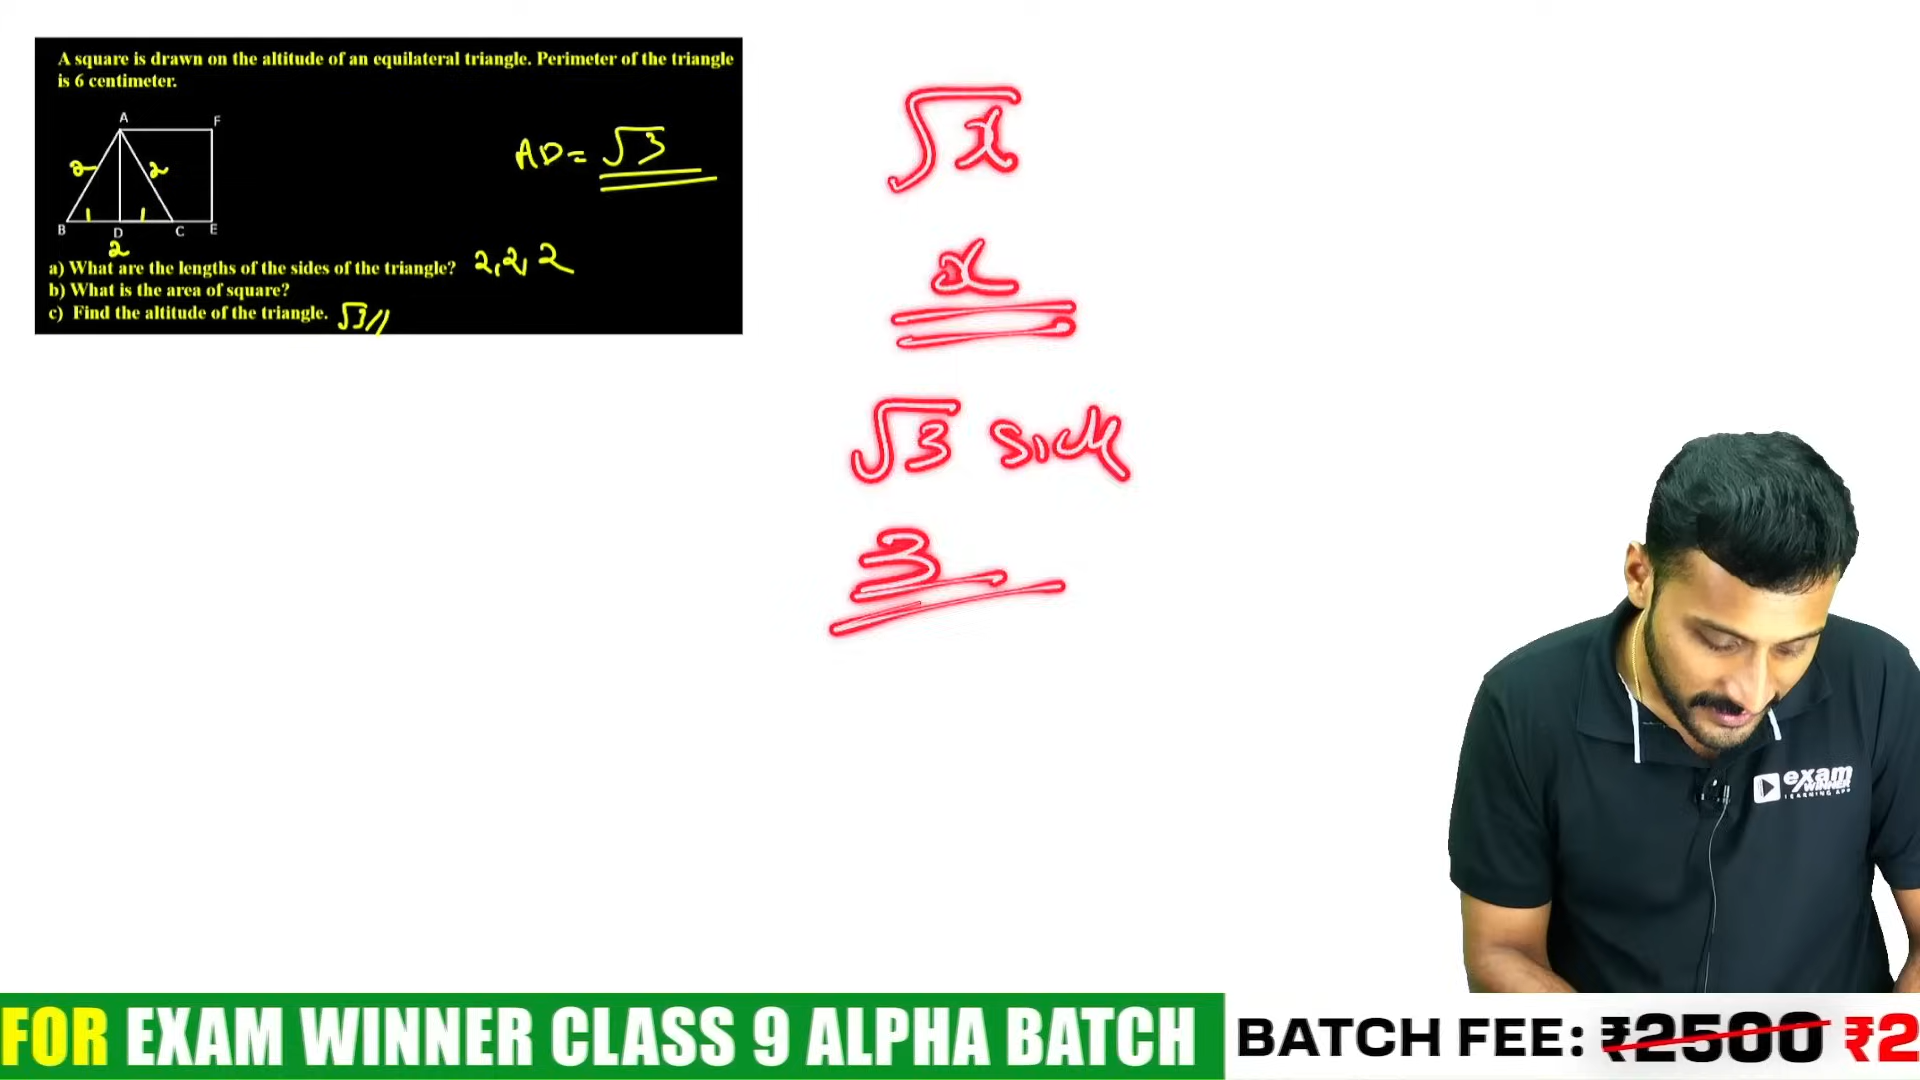 A square is drawn on the altitude of an equilateral triangle. Perimeter of the triangle
is 6 centimeter.
A F
AD = √3
2 2
1 1
B D C E
2
a) What are the lengths of the sides of the triangle? 2, 2, 2
b) What is the area of square?
c) Find the altitude of the triangle. √3//
√x
x
√3 side
3
exam
WINNER
LEARNING APP
FOR EXAM WINNER CLASS 9 ALPHA BATCH
BATCH FEE: ₹2500 ₹2